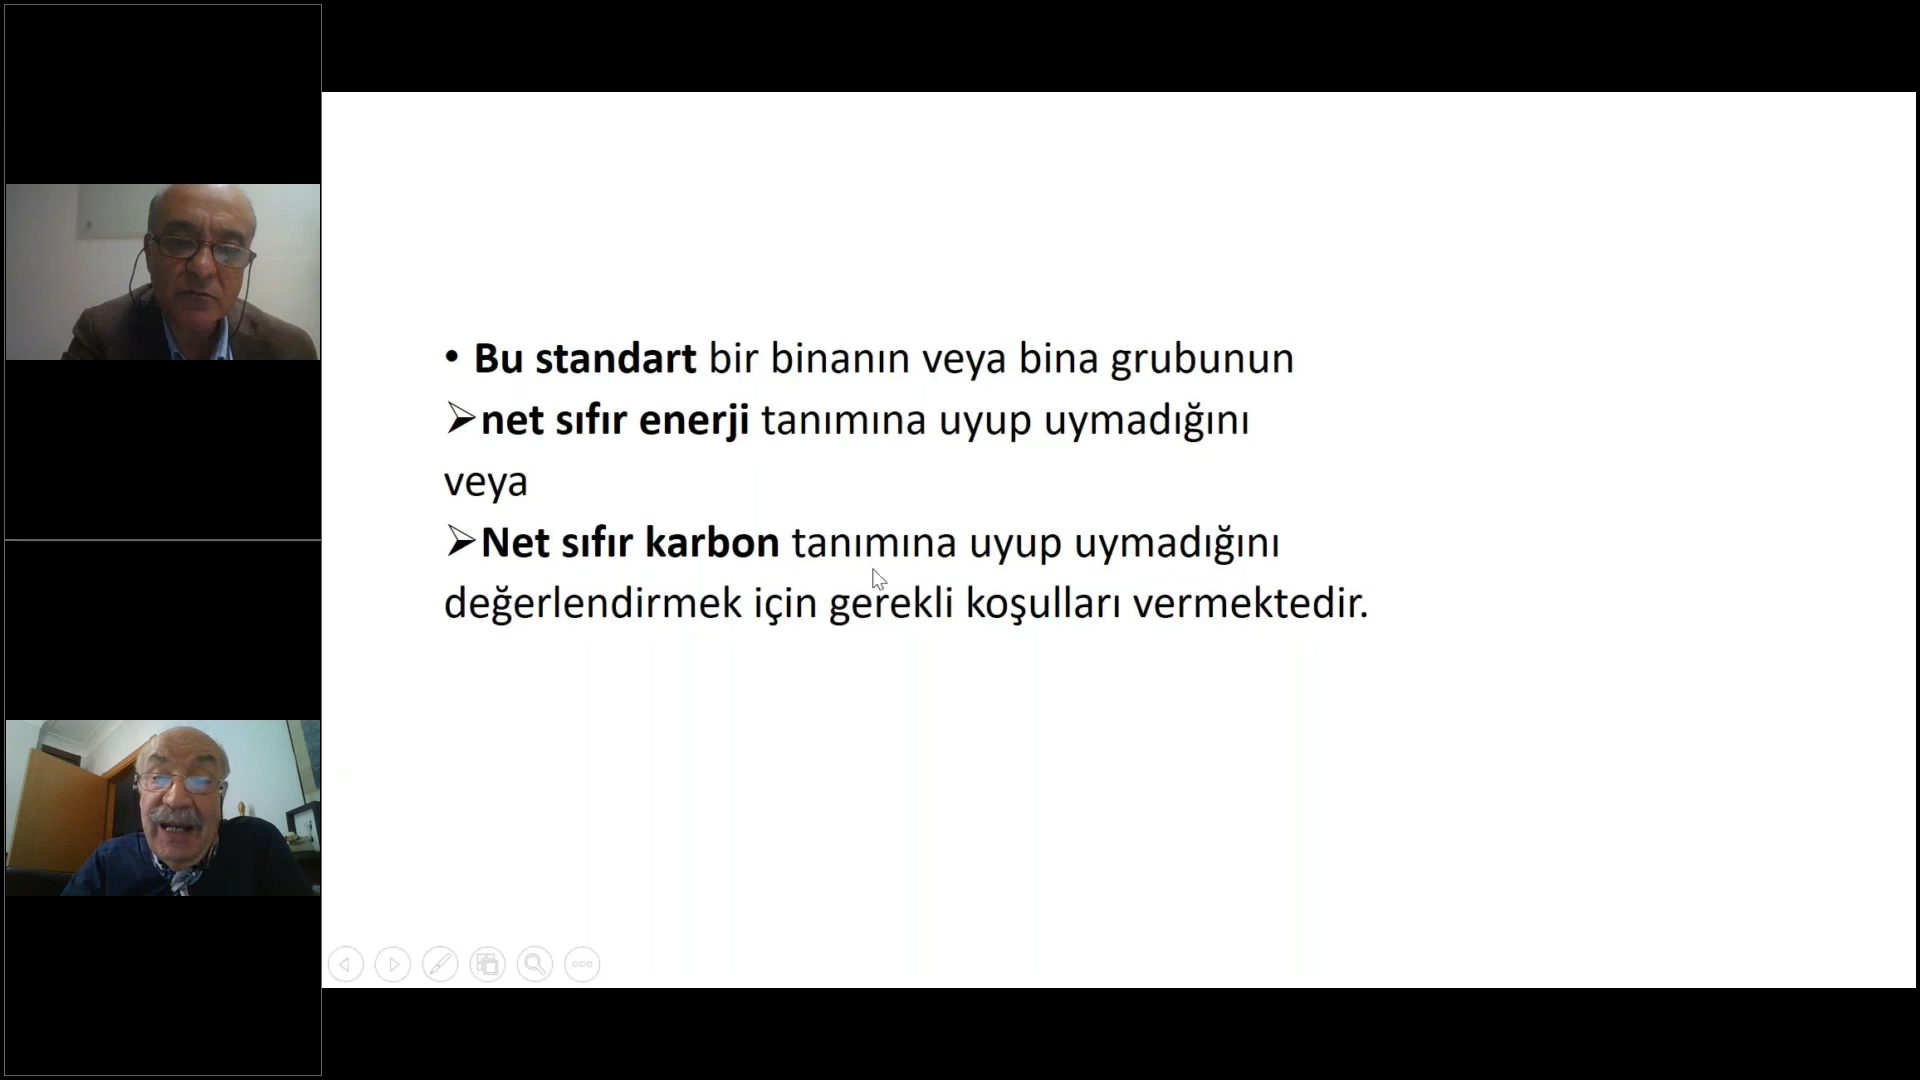 • Bu standart bir binanın veya bina grubunun
➢net sıfır enerji tanımına uyup uymadığını
veya
➢Net sıfır karbon tanımına uyup uymadığını
değerlendirmek için gerekli koşulları vermektedir.